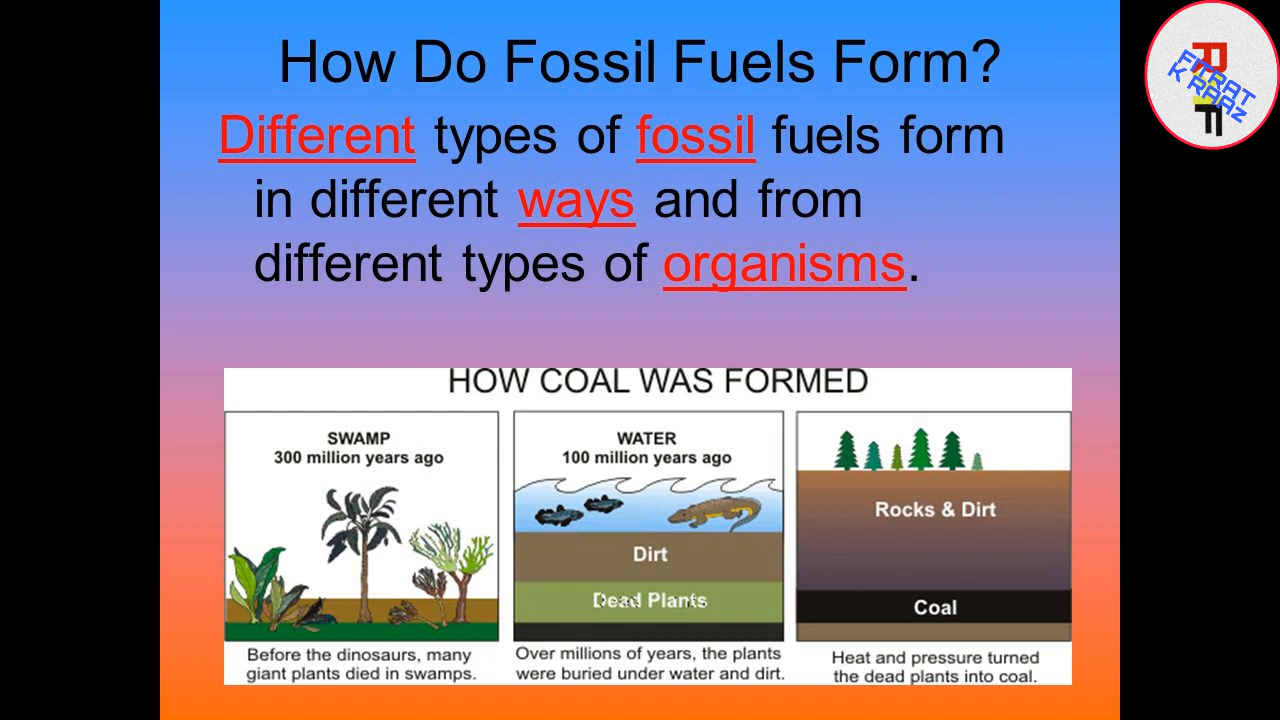 How Do Fossil Fuels Form?
Different types of fossil fuels form
in different ways and from
different types of organisms.
HOW COAL WAS FORMED
SWAMP
300 million years ago
Before the dinosaurs, many
giant plants died in swamps.
WATER
100 million years ago
Dirt
Dead Plants
Over millions of years, the plants
were buried under water and dirt.
Rocks & Dirt
Coal
Heat and pressure turned
the dead plants into coal.
FITRAT
K RAAZ